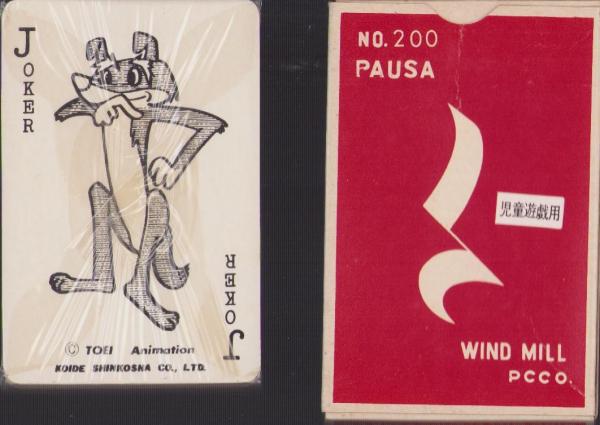 JOKER
JOKER
© TOEI Animation
KOIDE SHINKOSHA CO., LTD.
NO.200
PAUSA
児童遊戯用
WIND MILL
PCCO.